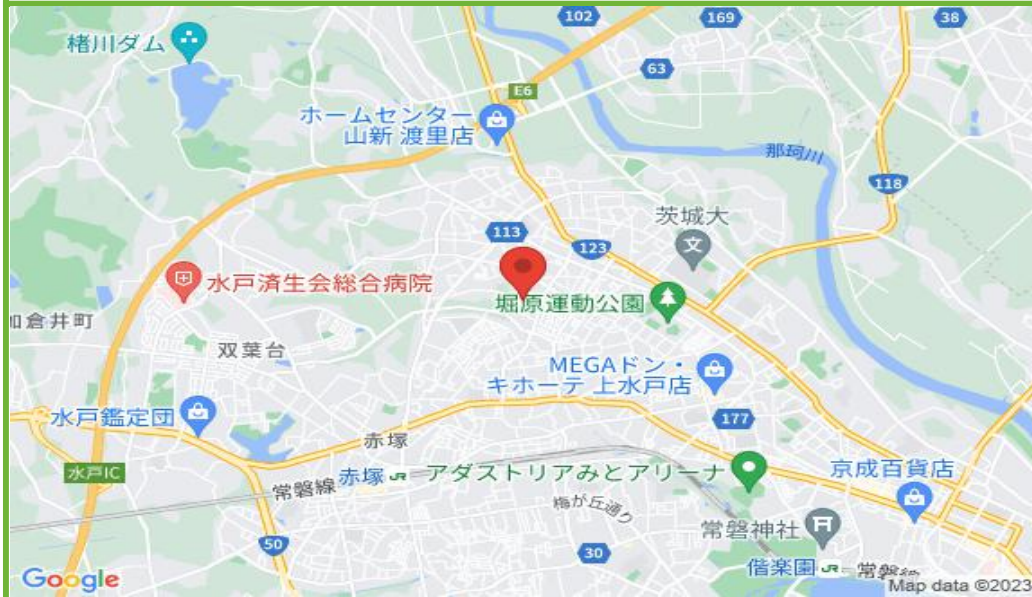 102
169
38
楮川ダム
63
E6
ホームセンター
山新 渡里店
那珂川
118
茨城大
113
123
水戸済生会総合病院
堀原運動公園
加倉井町
双葉台
MEGAドン・
キホーテ 上水戸店
水戸鑑定団
177
赤塚
水戸IC
常磐線
赤塚 JR
アダストリアみとアリーナ
京成百貨店
梅が丘通り
常磐神社
50
30
偕楽園 JR
常磐線
Google
Map data ©2023